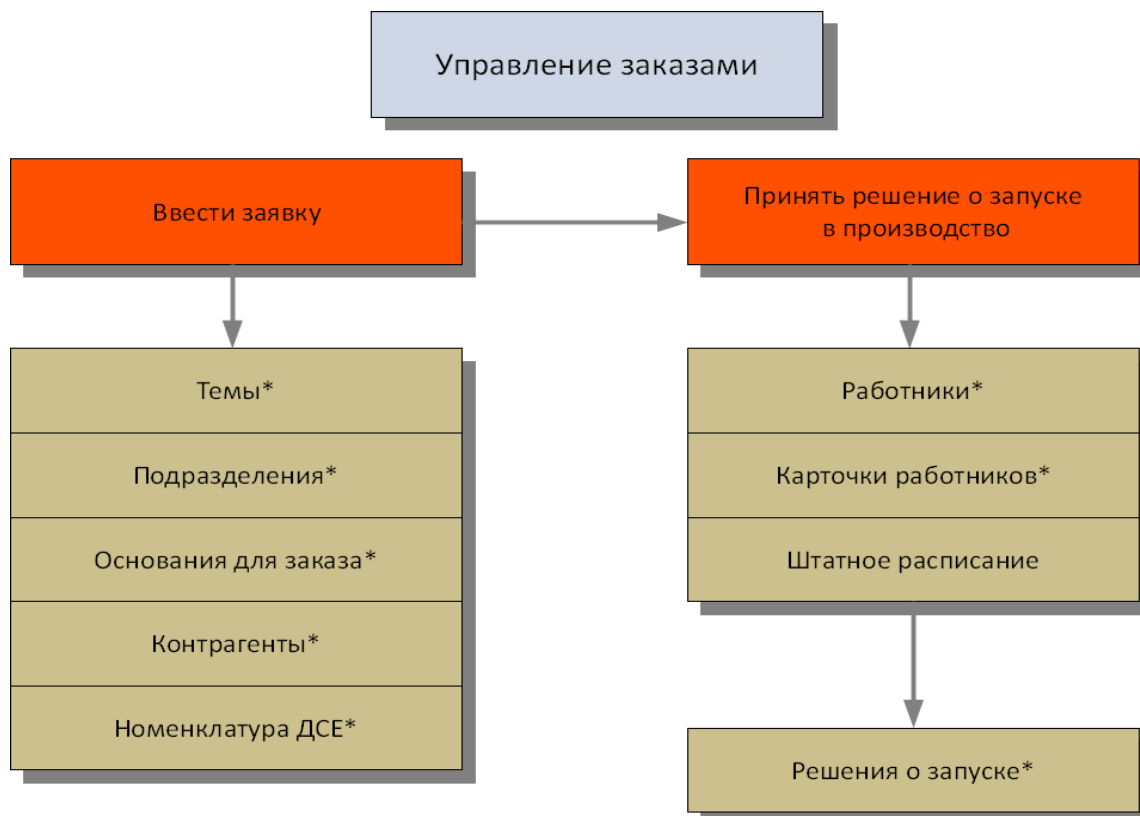 Управление заказами
Ввести заявку
Принять решение о запуске
в производство
Темы*
Подразделения*
Основания для заказа*
Контрагенты*
Номенклатура ДСЕ*
Работники*
Карточки работников*
Штатное расписание
Решения о запуске*